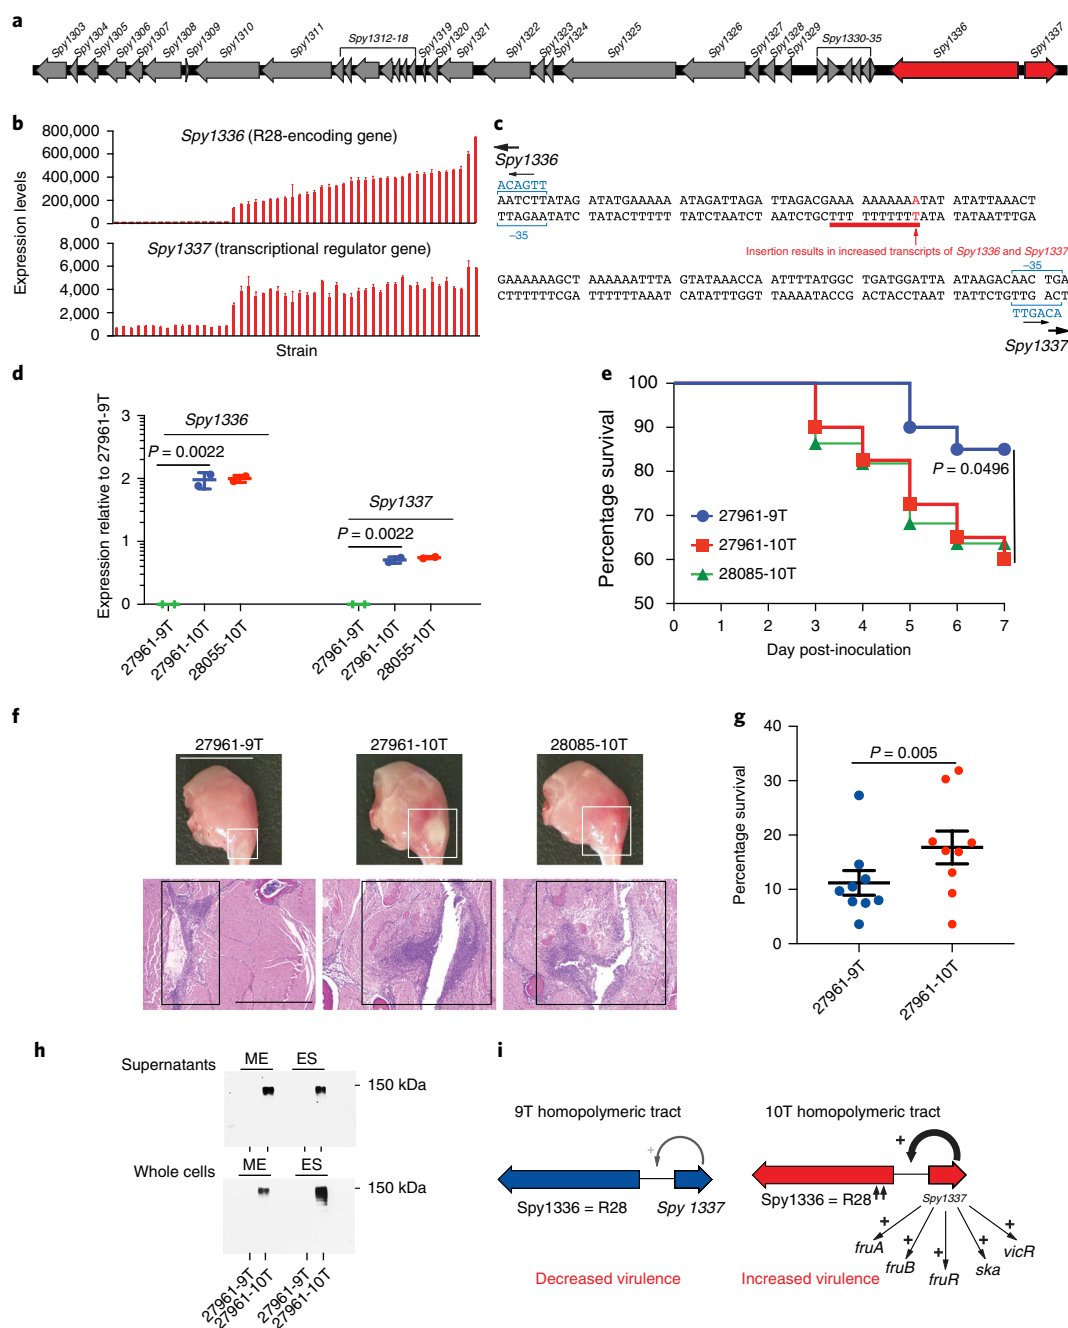 a
Spy1303 Spy1304 Spy1305 Spy1306 Spy1307 Spy1308 Spy1309 Spy1310 Spy1311 Spy1312-18 Spy1319 Spy1320 Spy1321 Spy1322 Spy1323 Spy1324 Spy1325 Spy1326 Spy1327 Spy1328 Spy1329 Spy1330-35 Spy1336 Spy1337
b
Expression levels
Spy1336 (R28-encoding gene)
800,000
600,000
400,000
200,000
0
Spy1337 (transcriptional regulator gene)
8,000
6,000
4,000
2,000
0
Strain
c
Spy1336
ACAGTT
AATCTTATAG ATATGAAAAA ATAGATTAGA TTAGACGAAA AAAAAAATAT ATATTAAACT
TTAGAATATC TATACTTTTT TATCTAATCT AATCTGCTTT TTTTTTTATA TATAATTTGA
−35
Insertion results in increased transcripts of Spy1336 and Spy1337
−35
GAAAAAAGCT AAAAAATTTA GTATAAACCA ATTTTATGGC TGATGGATTA ATAAGACAAC TGA
CTTTTTTCGA TTTTTTAAAT CATATTTGGT TAAAATACCG ACTACCTAAT TATTCTGTTG ACT
TTGACA
Spy1337
d
Expression relative to 27961-9T
3
2
1
0
Spy1336
P = 0.0022
Spy1337
P = 0.0022
27961-9T
27961-10T
28055-10T
27961-9T
27961-10T
28055-10T
e
Percentage survival
100
90
80
70
60
50
P = 0.0496
27961-9T
27961-10T
28085-10T
0 1 2 3 4 5 6 7
Day post-inoculation
f
27961-9T 27961-10T 28085-10T
g
Percentage survival
40
30
20
10
0
P = 0.005
27961-9T
27961-10T
h
Supernatants
ME ES
150 kDa
Whole cells
ME ES
150 kDa
27961-9T
27961-10T
27961-9T
27961-10T
i
9T homopolymeric tract
+
Spy1336 = R28
Spy 1337
Decreased virulence
10T homopolymeric tract
+
Spy1336 = R28
Spy1337
+ + + + +
fruA
fruB
fruR
ska
vicR
Increased virulence